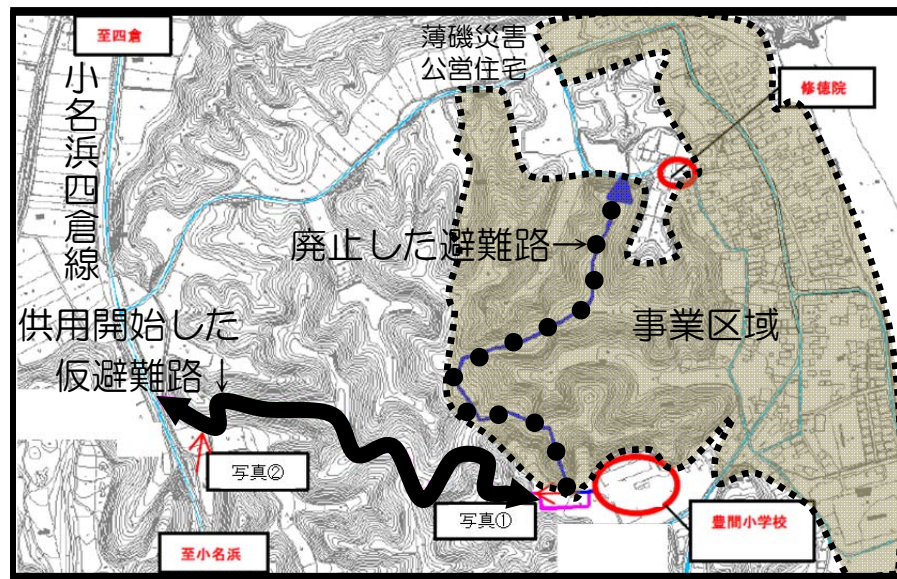 至四倉
小名浜四倉線
薄磯災害
公営住宅
修徳院
廃止した避難路→
事業区域
供用開始した
仮避難路↓
写真②
写真①
豊間小学校
至小名浜